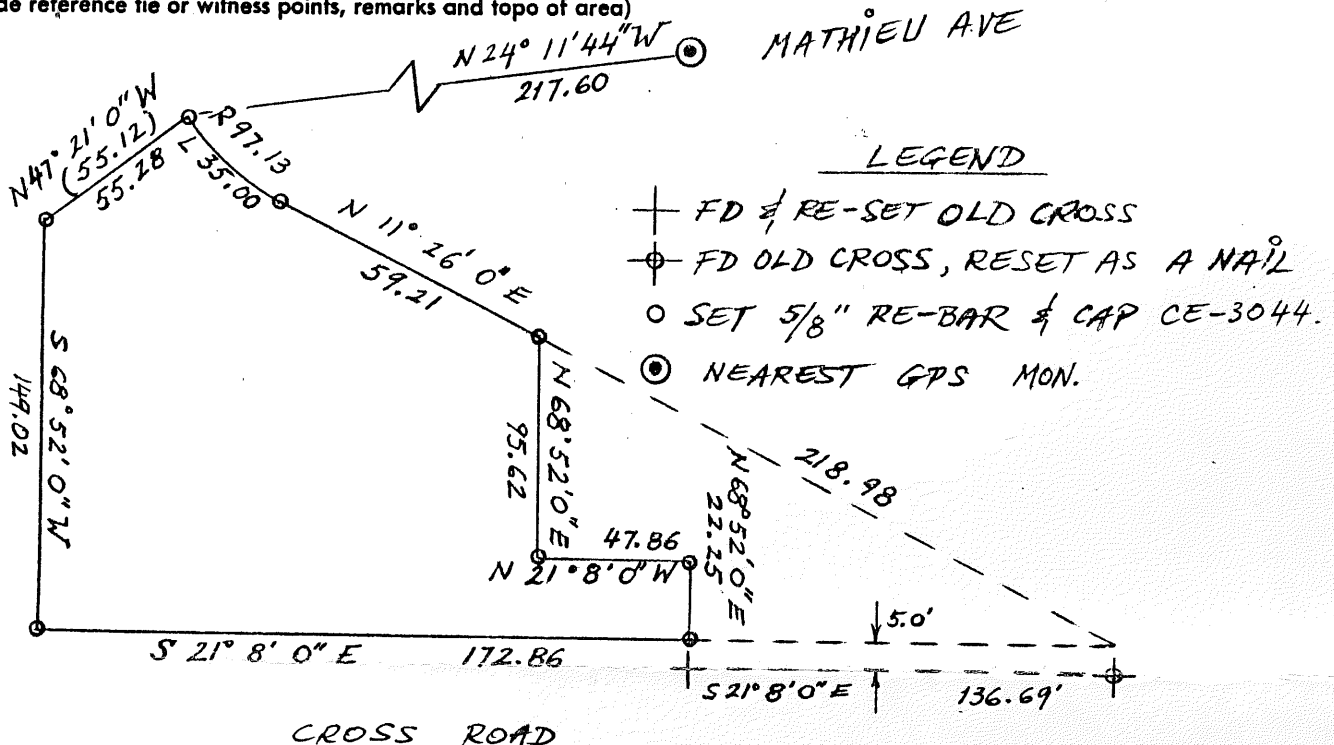 de reference tie or witness points, remarks and topo of area)
N 24° 11' 44" W
217.60
MATHIEU AVE
N 47° 21' 0" W
(55.12)
55.28
R 97.13
L 35.00
N 11° 26' 0" E
59.21
LEGEND
FD & RE-SET OLD CROSS
FD OLD CROSS, RESET AS A NAIL
SET 5/8" RE-BAR & CAP CE-3044.
NEAREST GPS MON.
S 68° 52' 0" W
149.02
N 68° 52' 0" E
95.62
218.98
N 68° 52' 0" E
22.25
47.86
N 21° 8' 0" W
5.0'
S 21° 8' 0" E 172.86
S 21° 8' 0" E 136.69'
CROSS ROAD